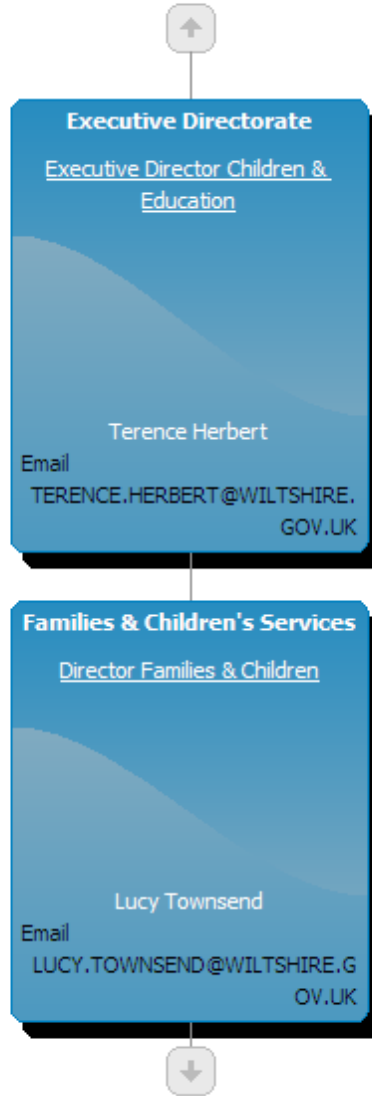 Executive Directorate
Executive Director Children &
Education
Terence Herbert
Email
TERENCE.HERBERT@WILTSHIRE.
GOV.UK
Families & Children's Services
Director Families & Children
Lucy Townsend
Email
LUCY.TOWNSEND@WILTSHIRE.G
OV.UK